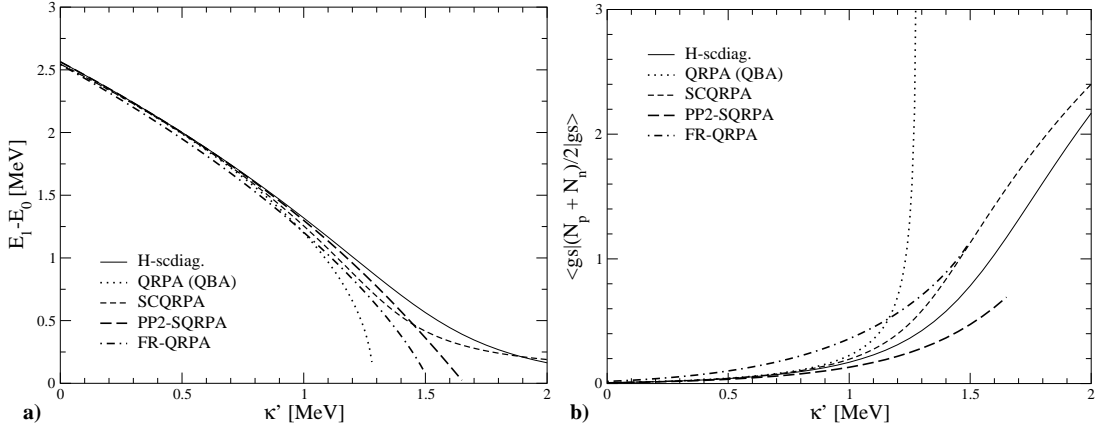 3
2.5
2
1.5
1
0.5
0
E₁-E₀ [MeV]
H-scdiag.
QRPA (QBA)
SCQRPA
PP2-SQRPA
FR-QRPA
0 0.5 1 1.5 2
κ' [MeV]
a)
3
2
1
0
<gs|(N_p + N_n)/2|gs>
H-scdiag.
QRPA (QBA)
SCQRPA
PP2-SQRPA
FR-QRPA
0 0.5 1 1.5 2
κ' [MeV]
b)